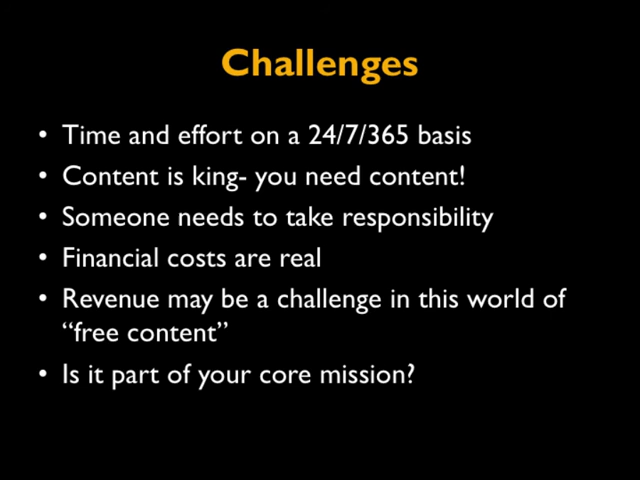 Challenges
• Time and effort on a 24/7/365 basis
• Content is king- you need content!
• Someone needs to take responsibility
• Financial costs are real
• Revenue may be a challenge in this world of
“free content”
• Is it part of your core mission?